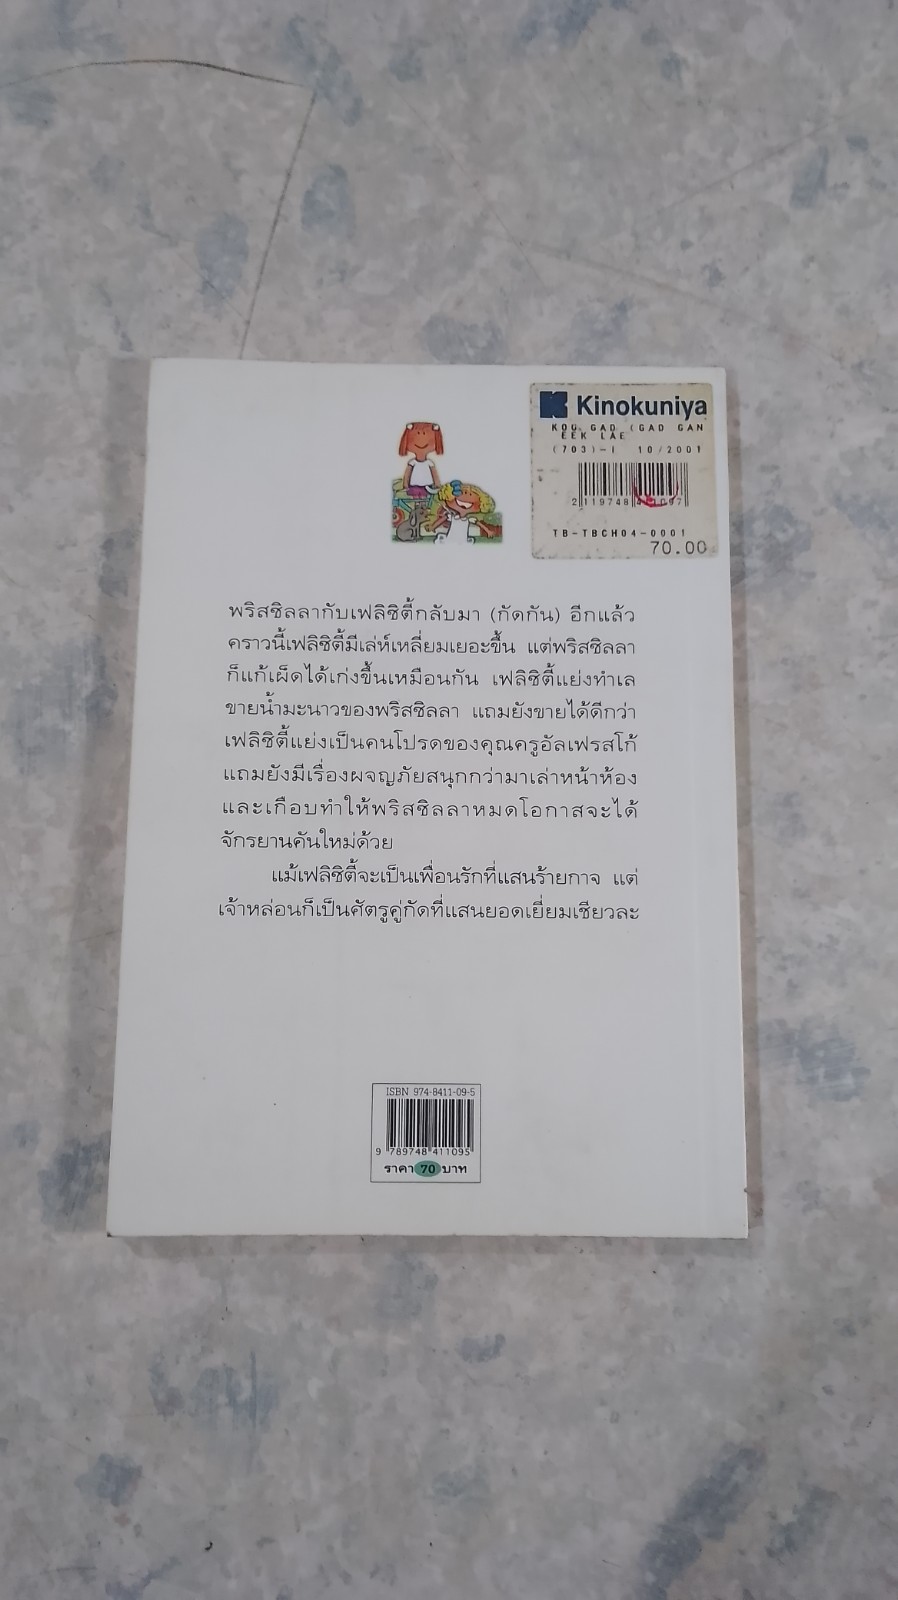 Kinokuniya
KOU GAD (GAD GAN
EEK LAE
(703)-I 10/2001
TB-TBCH04-0001
70.00
พริสซิลลากับเฟลิซิตี้กลับมา (กัดกัน) อีกแล้ว
คราวนี้เฟลิซิตี้มีเล่ห์เหลี่ยมเยอะขึ้น แต่พริสซิลลา
ก็แก้เผ็ดได้เก่งขึ้นเหมือนกัน เฟลิซิตี้แย่งทำเล
ขายน้ำมะนาวของพริสซิลลา แถมยังขายได้ดีกว่า
เฟลิซิตี้แย่งเป็นคนโปรดของคุณครูอัลเฟรสโก้
แถมยังมีเรื่องผจญภัยสนุกกว่ามาเล่าหน้าห้อง
และเกือบทำให้พริสซิลลาหมดโอกาสจะได้
จักรยานคันใหม่ด้วย
แม้เฟลิซิตี้จะเป็นเพื่อนรักที่แสนร้ายกาจ แต่
เจ้าหล่อนก็เป็นศัตรูคู่กัดที่แสนยอดเยี่ยมเชียวละ
ISBN 974-8411-09-5
9 789748 411095
ราคา 70 บาท